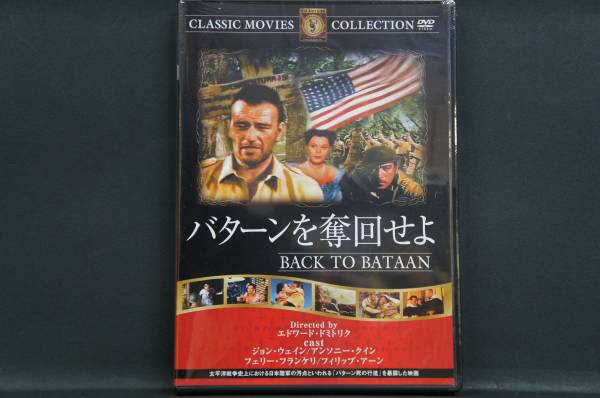 CLASSIC MOVIES COLLECTION DVD
バターンを奪回せよ
BACK TO BATAAN
Directed by
エドワード・ドミトリク
cast
ジョン・ウェイン/アンソニー・クイン
フェリー・フランケリ/フィリップ・アーン
太平洋戦争史上における日本陸軍の汚点といわれる「バターン死の行進」を暴露した映画